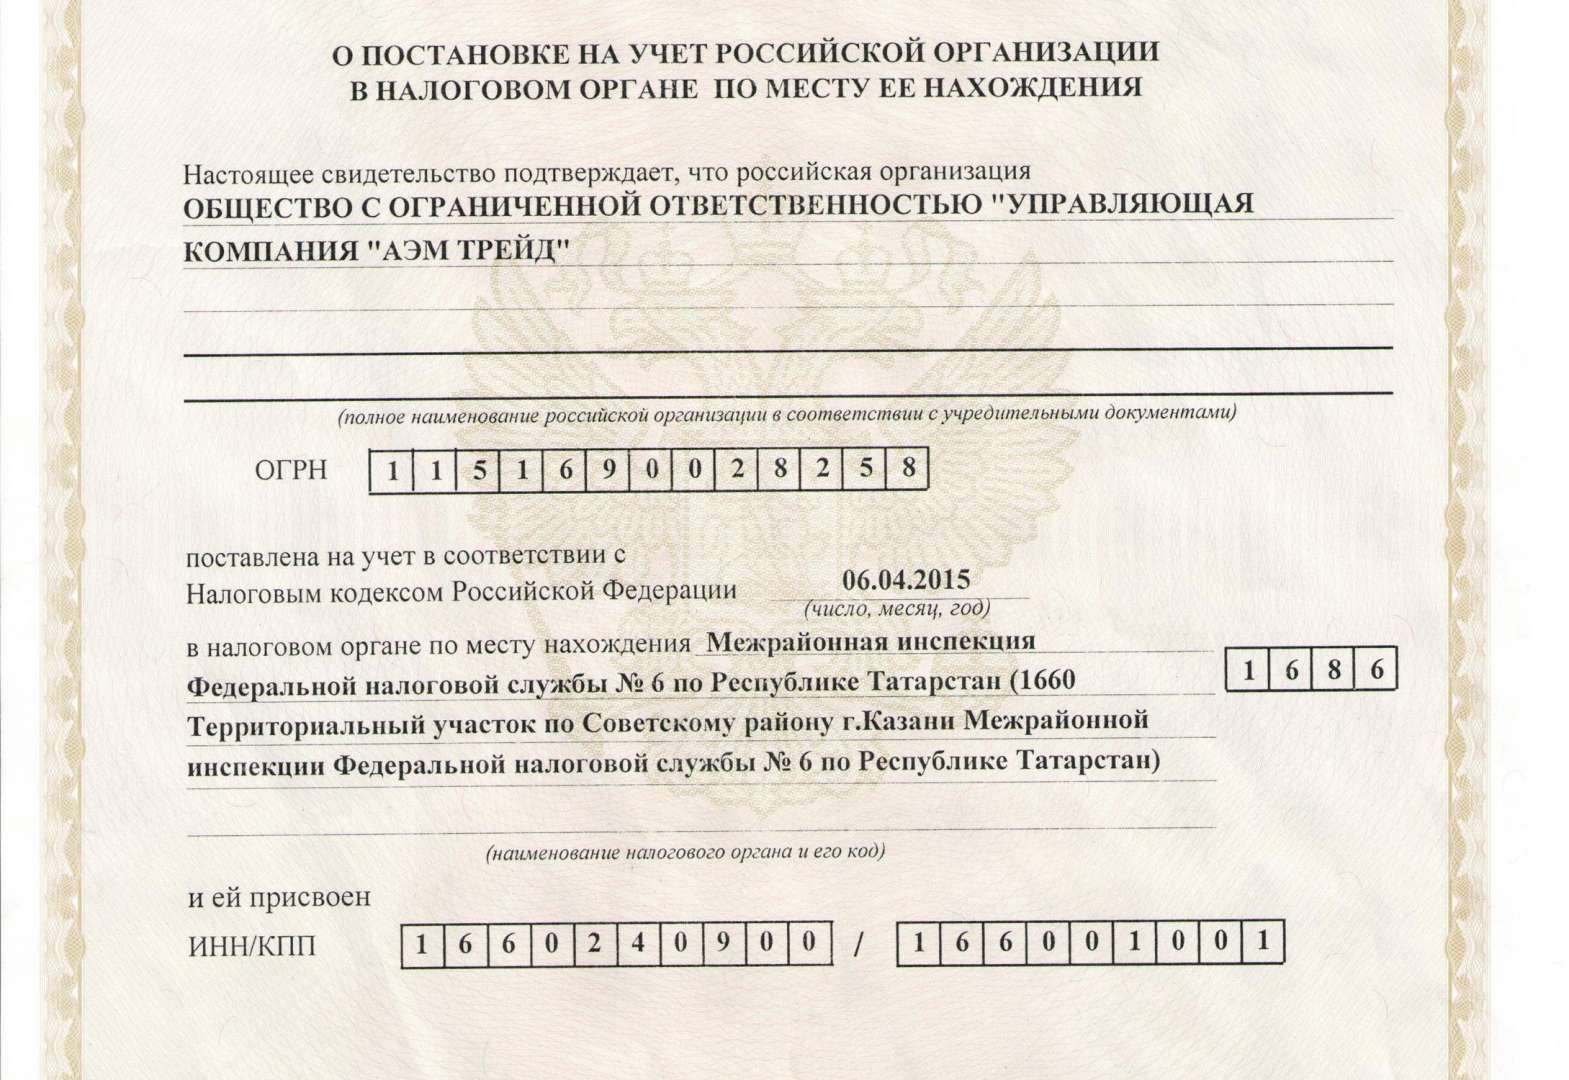 О ПОСТАНОВКЕ НА УЧЕТ РОССИЙСКОЙ ОРГАНИЗАЦИИ
В НАЛОГОВОМ ОРГАНЕ ПО МЕСТУ ЕЕ НАХОЖДЕНИЯ
Настоящее свидетельство подтверждает, что российская организация
ОБЩЕСТВО С ОГРАНИЧЕННОЙ ОТВЕТСТВЕННОСТЬЮ "УПРАВЛЯЮЩАЯ
КОМПАНИЯ "АЭМ ТРЕЙД"
(полное наименование российской организации в соответствии с учредительными документами)
ОГРН 1 1 5 1 6 9 0 0 2 8 2 5 8
поставлена на учет в соответствии с
Налоговым кодексом Российской Федерации 06.04.2015
(число, месяц, год)
в налоговом органе по месту нахождения Межрайонная инспекция
Федеральной налоговой службы № 6 по Республике Татарстан (1660 1 6 8 6
Территориальный участок по Советскому району г.Казани Межрайонной
инспекции Федеральной налоговой службы № 6 по Республике Татарстан)
(наименование налогового органа и его код)
и ей присвоен
ИНН/КПП 1 6 6 0 2 4 0 9 0 0 / 1 6 6 0 0 1 0 0 1